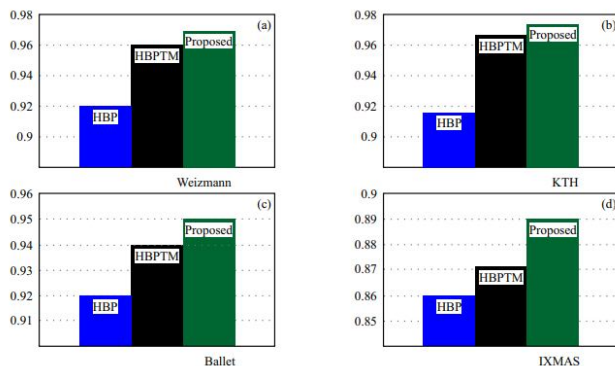 0.98
0.96
0.94
0.92
0.9
(a)
HBP
HBPTM
Proposed
Weizmann
0.98
0.96
0.94
0.92
0.9
(b)
HBP
HBPTM
Proposed
KTH
0.96
0.95
0.94
0.93
0.92
0.91
(c)
HBP
HBPTM
Proposed
Ballet
0.9
0.89
0.88
0.87
0.86
0.85
(d)
HBP
HBPTM
Proposed
IXMAS